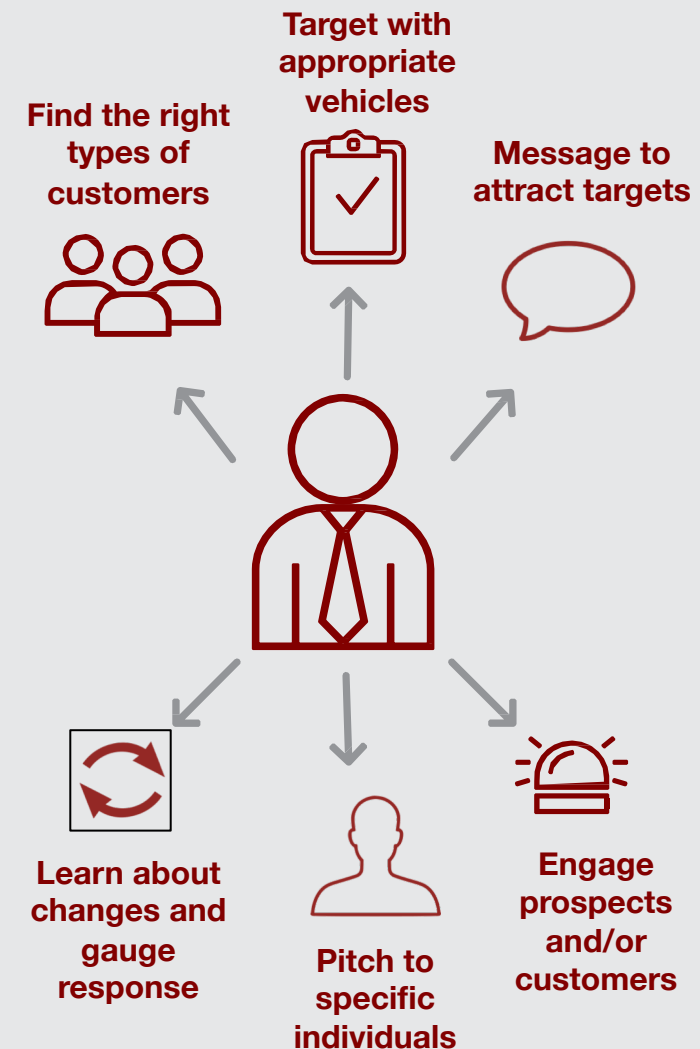 Target with
appropriate
vehicles
Find the right
types of
customers
Message to
attract targets
Learn about
changes and
gauge
response
Pitch to
specific
individuals
Engage
prospects
and/or
customers